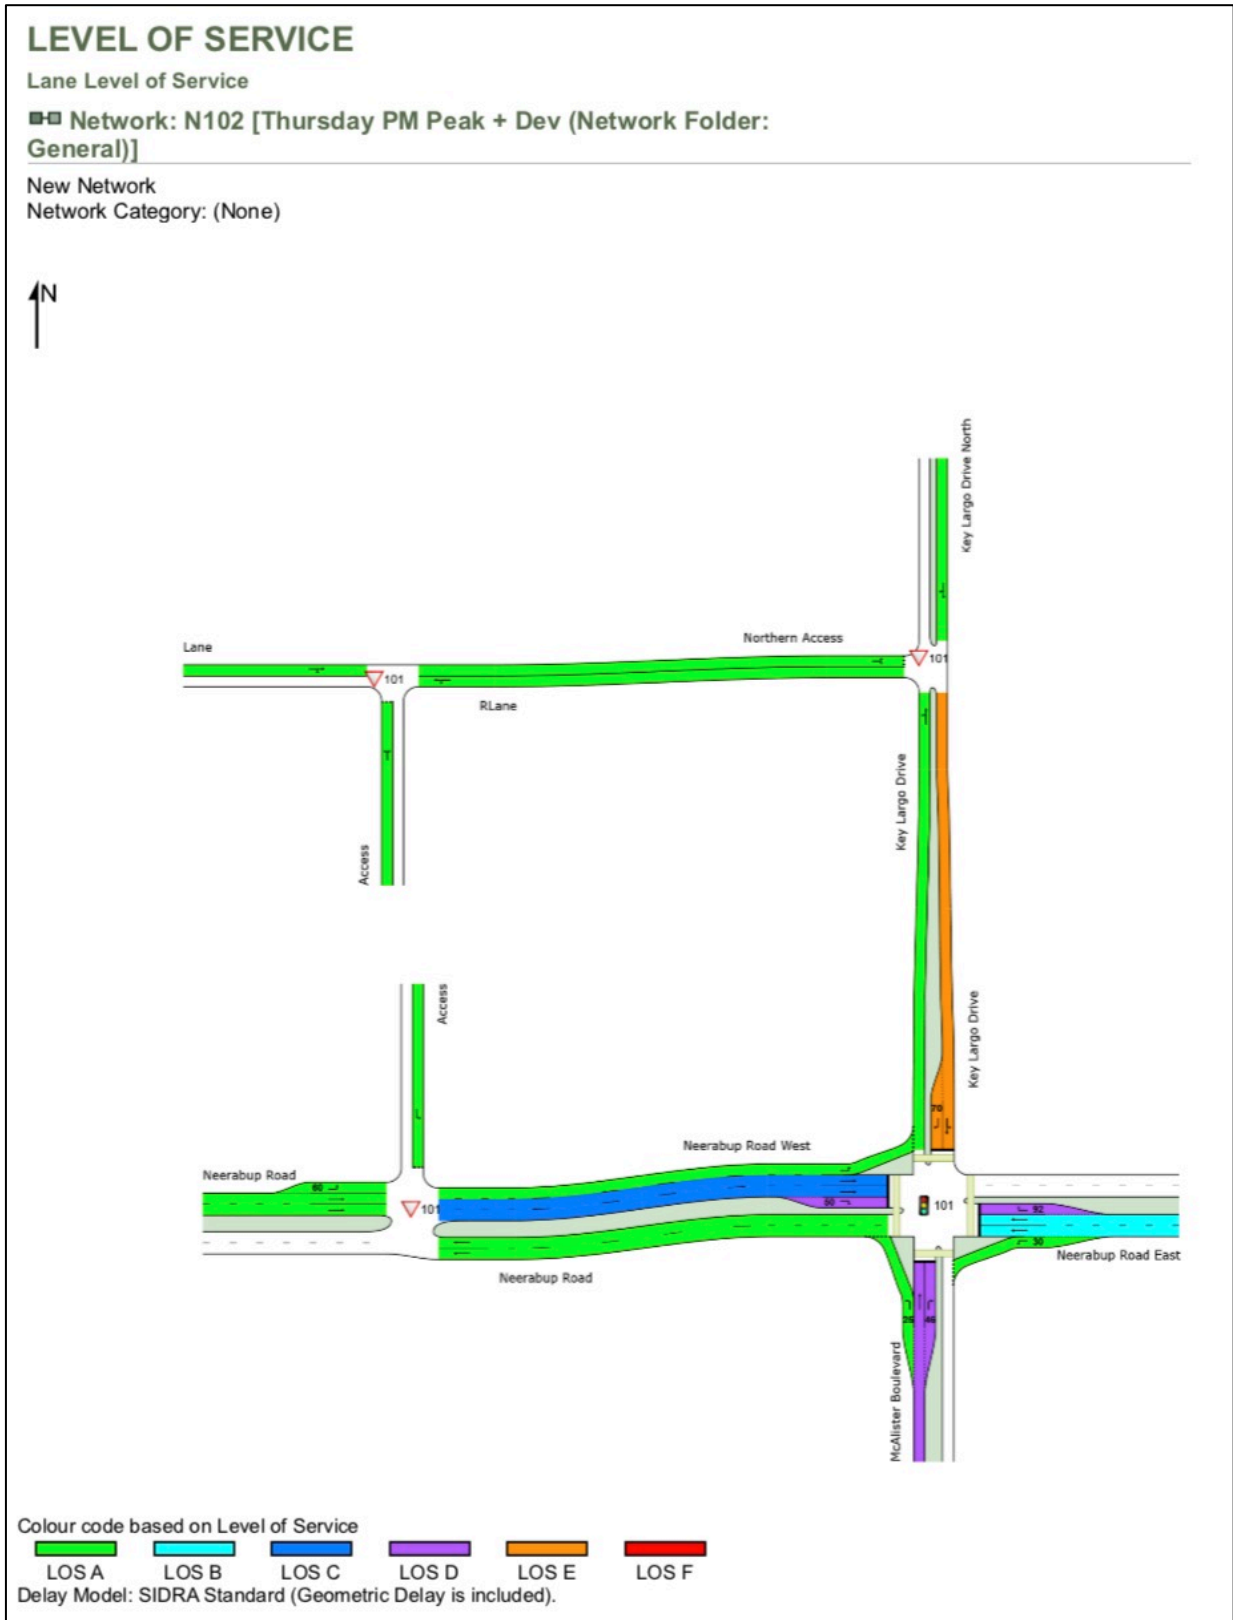 LEVEL OF SERVICE
Lane Level of Service
Network: N102 [Thursday PM Peak + Dev (Network Folder:
General)]
New Network
Network Category: (None)
N
Key Largo Drive North
Lane
Northern Access
101
101
RLane
Key Largo Drive
Access
Access
Key Largo Drive
70
Neerabup Road West
Neerabup Road
60
50
101
101
92
30
Neerabup Road East
Neerabup Road
46
McAlister Boulevard
Colour code based on Level of Service
LOS A
LOS B
LOS C
LOS D
LOS E
LOS F
Delay Model: SIDRA Standard (Geometric Delay is included).